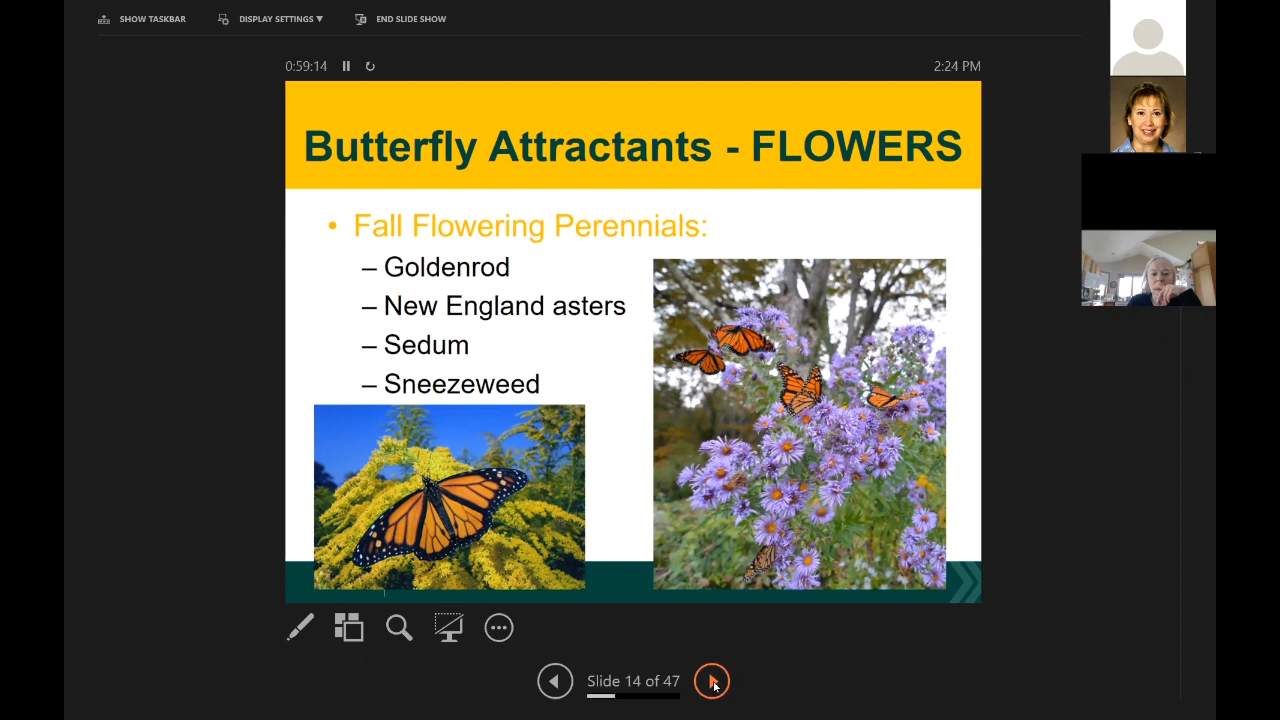 SHOW TASKBAR
DISPLAY SETTINGS ▼
END SLIDE SHOW
0:59:14
2:24 PM
Butterfly Attractants - FLOWERS
• Fall Flowering Perennials:
– Goldenrod
– New England asters
– Sedum
– Sneezeweed
Slide 14 of 47